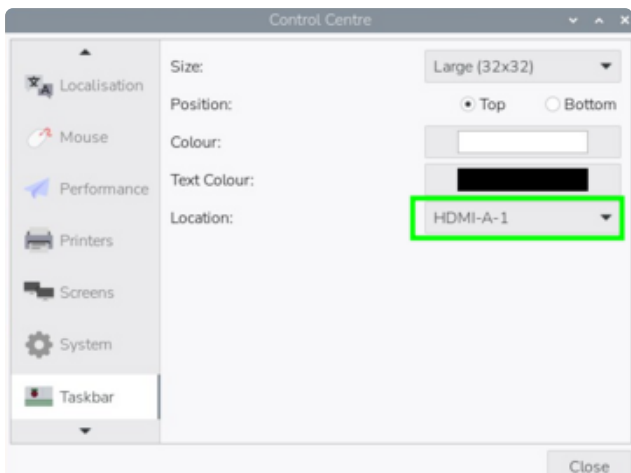 Control Centre
Localisation
Mouse
Performance
Printers
Screens
System
Taskbar
Size: Large (32x32)
Position: Top Bottom
Colour:
Text Colour:
Location: HDMI-A-1
Close